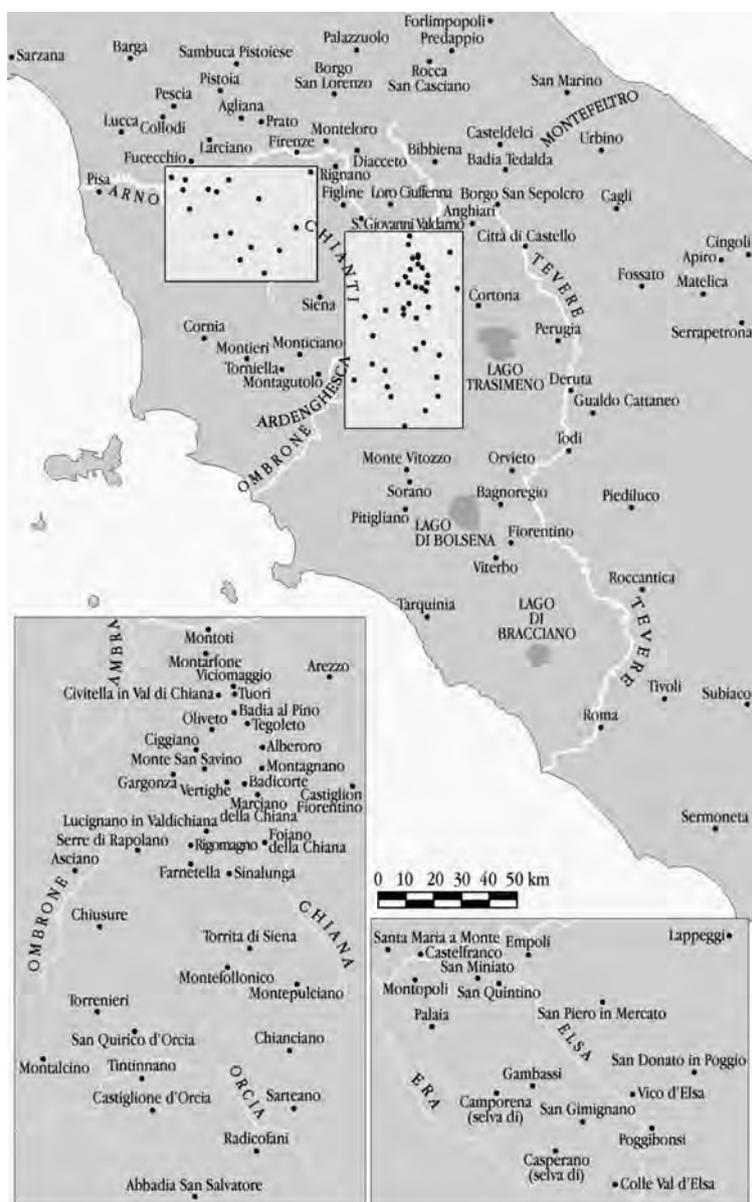 Forlimpopoli
Palazzuolo
Predappio
Barga
Sambuca Pistoiese
Sarzana
Borgo
San Lorenzo
Rocca
San Casciano
Pistoia
San Marino
Pescia
Agliana
MONTEFELTRO
Lucca
Collodi
Prato
Monteloro
Casteldelci
Urbino
Larciano
Firenze
Bibbiena
Badia Tedalda
Fucecchio
Diacceto
Rignano
Pisa
ARNO
Figline
Loro Ciuffenna
Borgo San Sepolcro
Cagli
Anghiari
S. Giovanni Valdarno
CHIANTI
Città di Castello
TEVERE
Cingoli
Apiro
Fossato
Matelica
Siena
Cortona
Serrapetrona
Cornia
Perugia
Monticiano
Montieri
Torniella
Montagutolo
LAGO
TRASIMENO
Deruta
ARDENGHESCA
Gualdo Cattaneo
OMBRONE
Todi
Monte Vitozzo
Orvieto
Sorano
Bagnoregio
Piediluco
Pitigliano
LAGO
DI BOLSENA
Fiorentino
Viterbo
Roccantica
Tarquinia
LAGO
DI
BRACCIANO
TEVERE
Tivoli
Subiaco
Roma
Sermoneta
AMBRA
Montoti
Montarfone
Viciomaggio
Arezzo
Civitella in Val di Chiana
Tuori
Badia al Pino
Oliveto
Tegoleto
Ciggiano
Alberoro
Monte San Savino
Montagnano
Gargonza
Vertighe
Badicorte
Castiglion
Fiorentino
Marciano
della Chiana
Lucignano in Valdichiana
Serre di Rapolano
Rigomagno
Foiano
della Chiana
Asciano
Farnetella
Sinalunga
OMBRONE
Chiusure
CHIANA
Torrita di Siena
Montefollonico
Montepulciano
Torrenieri
San Quirico d'Orcia
Chianciano
Montalcino
Tintinnano
ORCIA
Castiglione d'Orcia
Sarteano
Radicofani
Abbadia San Salvatore
0 10 20 30 40 50 km
Lappeggi
Santa Maria a Monte
Empoli
Castelfranco
San Miniato
Montopoli
San Quintino
San Piero in Mercato
Palaia
ELSA
San Donato in Poggio
ERA
Gambassi
Camporena
(selva di)
Vico d'Elsa
San Gimignano
Poggibonsi
Casperano
(selva di)
Colle Val d'Elsa